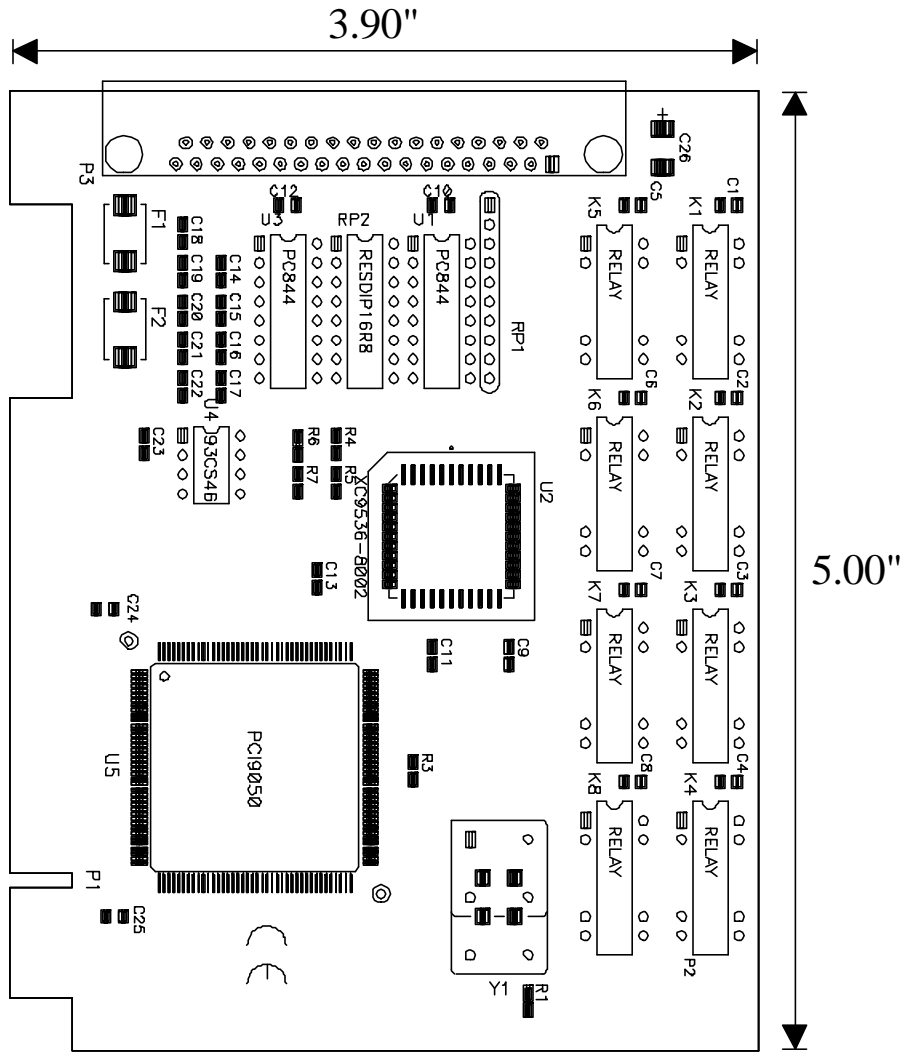 3.90"
P3
C12
C10
C26
C5
C1
F1
C18
U3
RP2
U1
K5
K1
C19
C14
PC844
RESDIP16R8
PC844
RELAY
RELAY
F2
C20
C15
RP1
C21
C16
C22
C17
C6
C2
U4
K6
K2
C23
93CS46
R6
R4
R7
R5
XC9536-8002
U2
RELAY
RELAY
5.00"
C13
C7
C3
K7
K3
C24
C11
C9
RELAY
RELAY
U5
PCI9050
R3
C8
C4
K8
K4
RELAY
RELAY
P1
C25
P2
Y1
R1